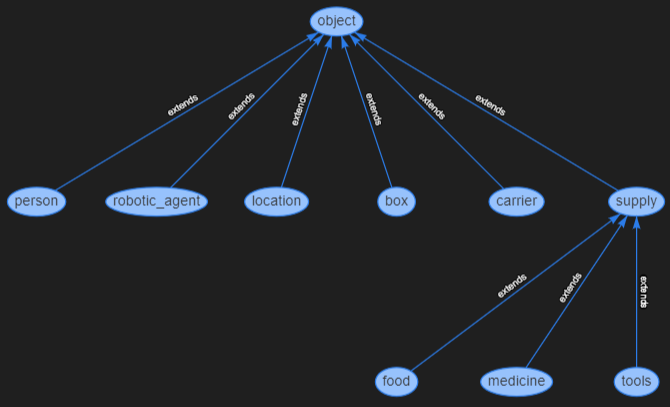 object
extends
extends
extends
extends
extends
extends
person
robotic_agent
location
box
carrier
supply
extends
extends
extends
food
medicine
tools